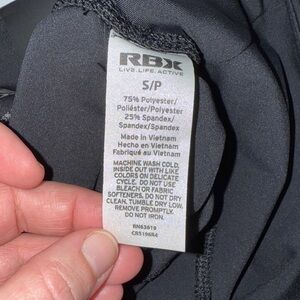 RBX
LIVE.LIFE.ACTIVE
S/P
75% Polyester/
Poliéster/Polyester
25% Spandex/
Spandex/Spandex
Made in Vietnam
Hecho en Vietnam
Fabriqué au Vietnam
MACHINE WASH COLD,
INSIDE OUT WITH LIKE
COLORS ON DELICATE
CYCLE. DO NOT USE
BLEACH OR FABRIC
SOFTENERS. DO NOT DRY
CLEAN. TUMBLE DRY LOW.
REMOVE PROMPTLY.
DO NOT IRON.
RN63619